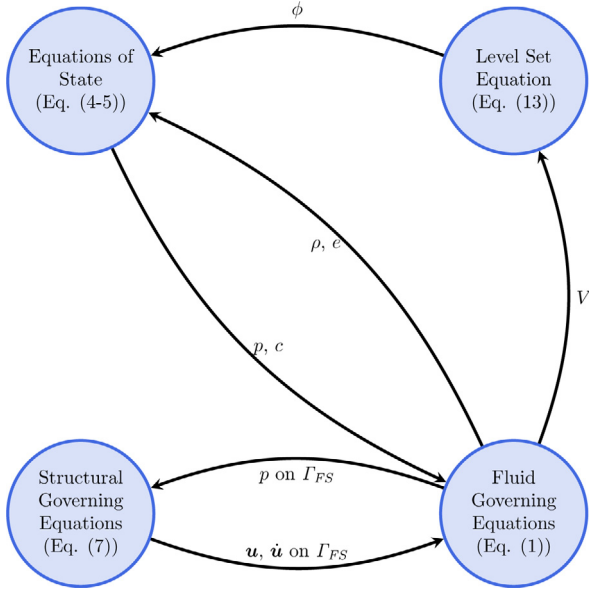 ϕ
Equations of
State
(Eq. (4-5))
Level Set
Equation
(Eq. (13))
ρ, e
V
p, c
Structural
Governing
Equations
(Eq. (7))
p on Γ_FS
u, u̇ on Γ_FS
Fluid
Governing
Equations
(Eq. (1))